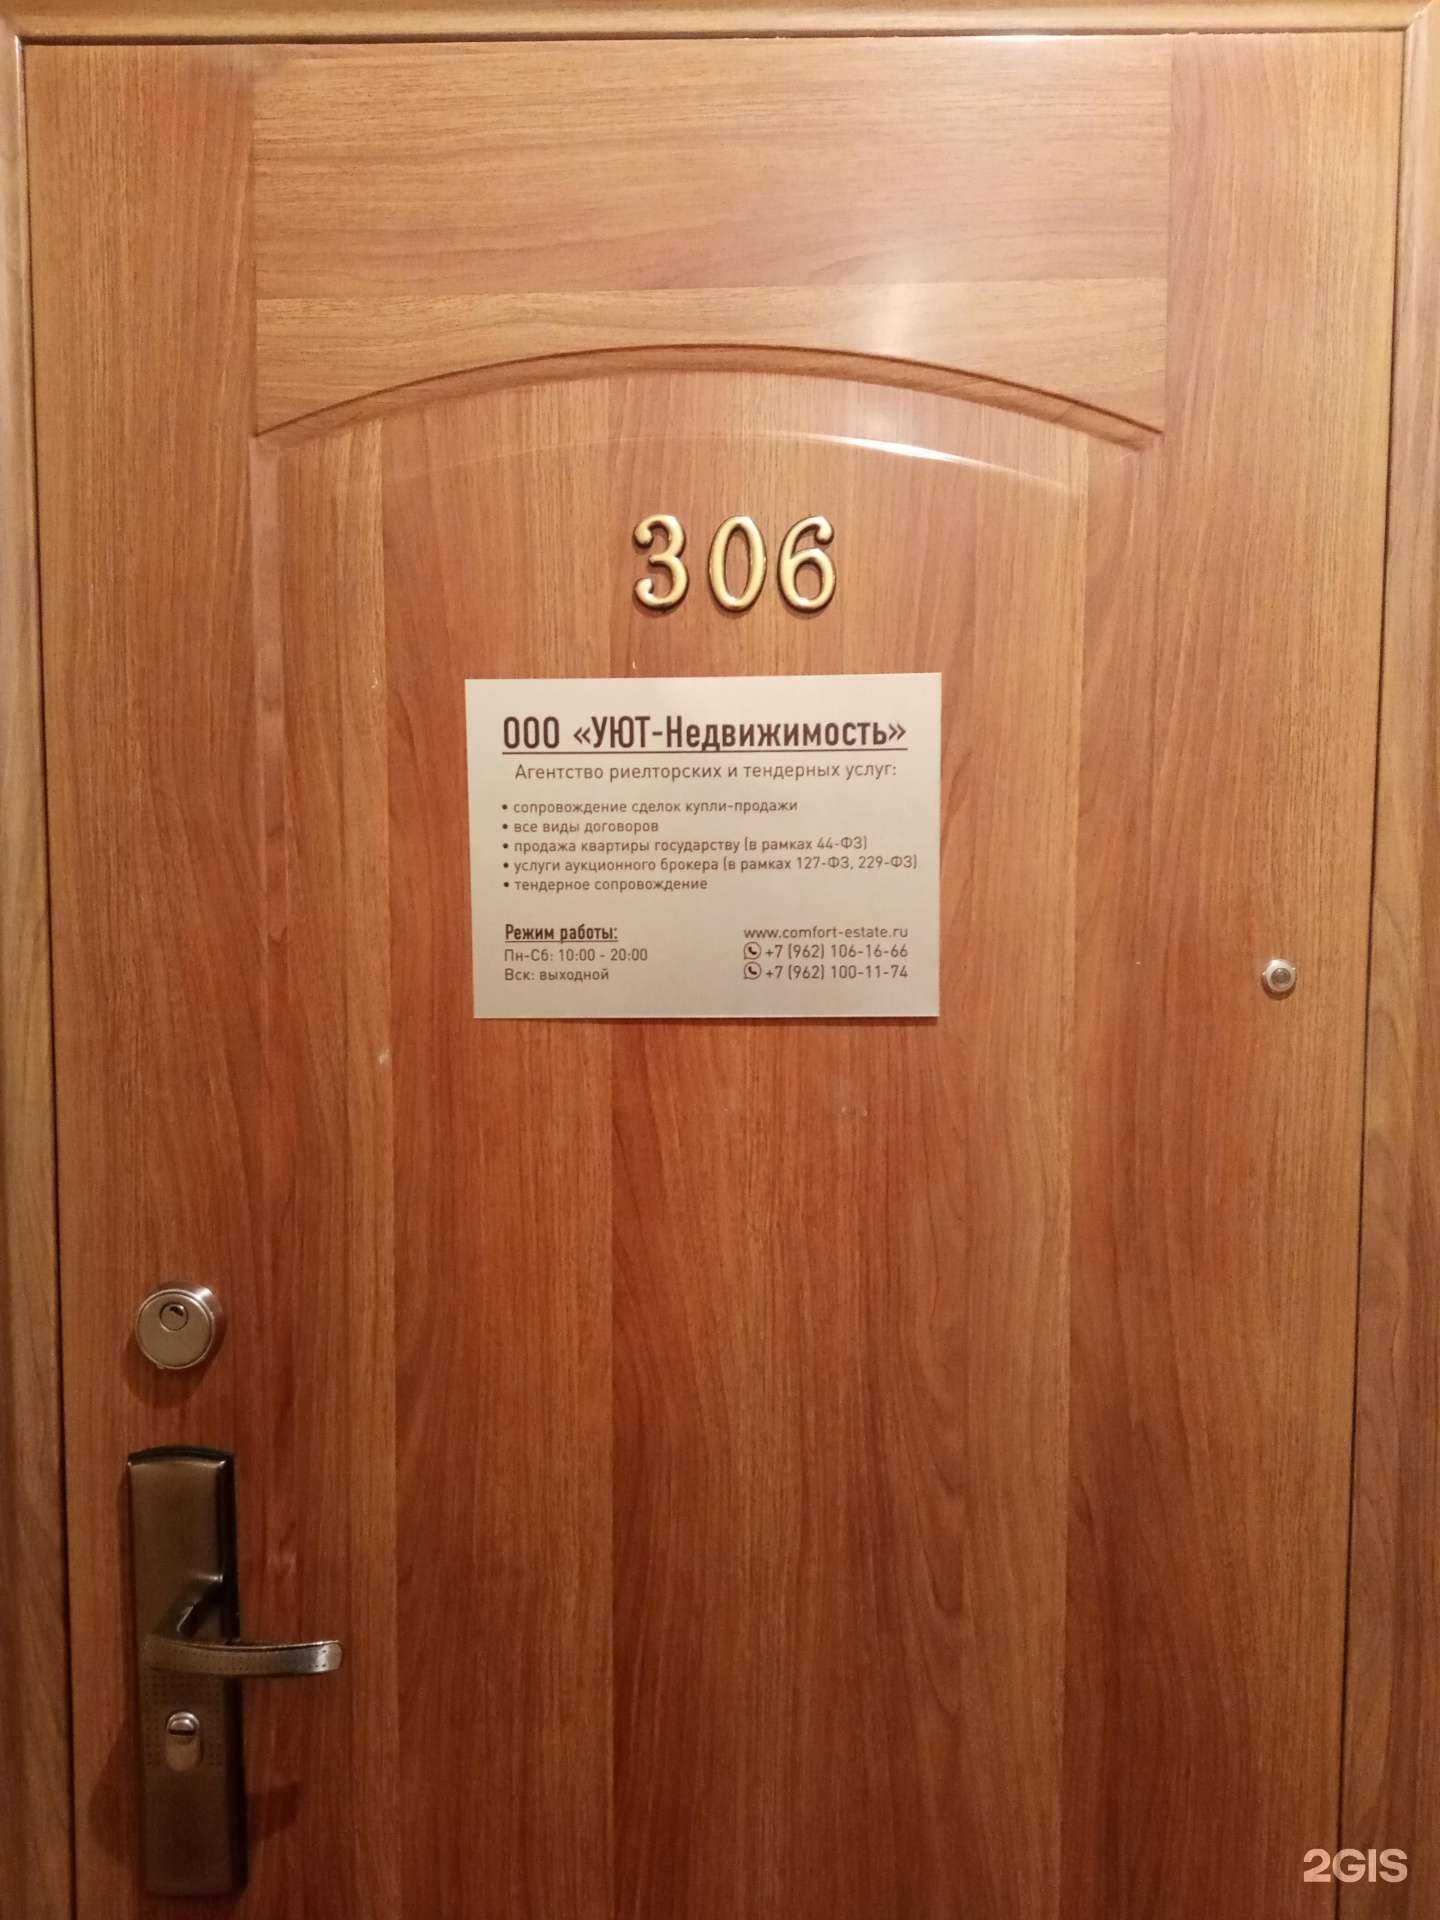 306
ООО «УЮТ-Недвижимость»
Агентство риелторских и тендерных услуг:
• сопровождение сделок купли-продажи
• все виды договоров
• продажа квартиры государству (в рамках 44-ФЗ)
• услуги аукционного брокера (в рамках 127-ФЗ, 229-ФЗ)
• тендерное сопровождение
Режим работы:
Пн-Сб: 10:00 - 20:00
Вск: выходной
www.comfort-estate.ru
+7 (962) 106-16-66
+7 (962) 100-11-74
2GIS